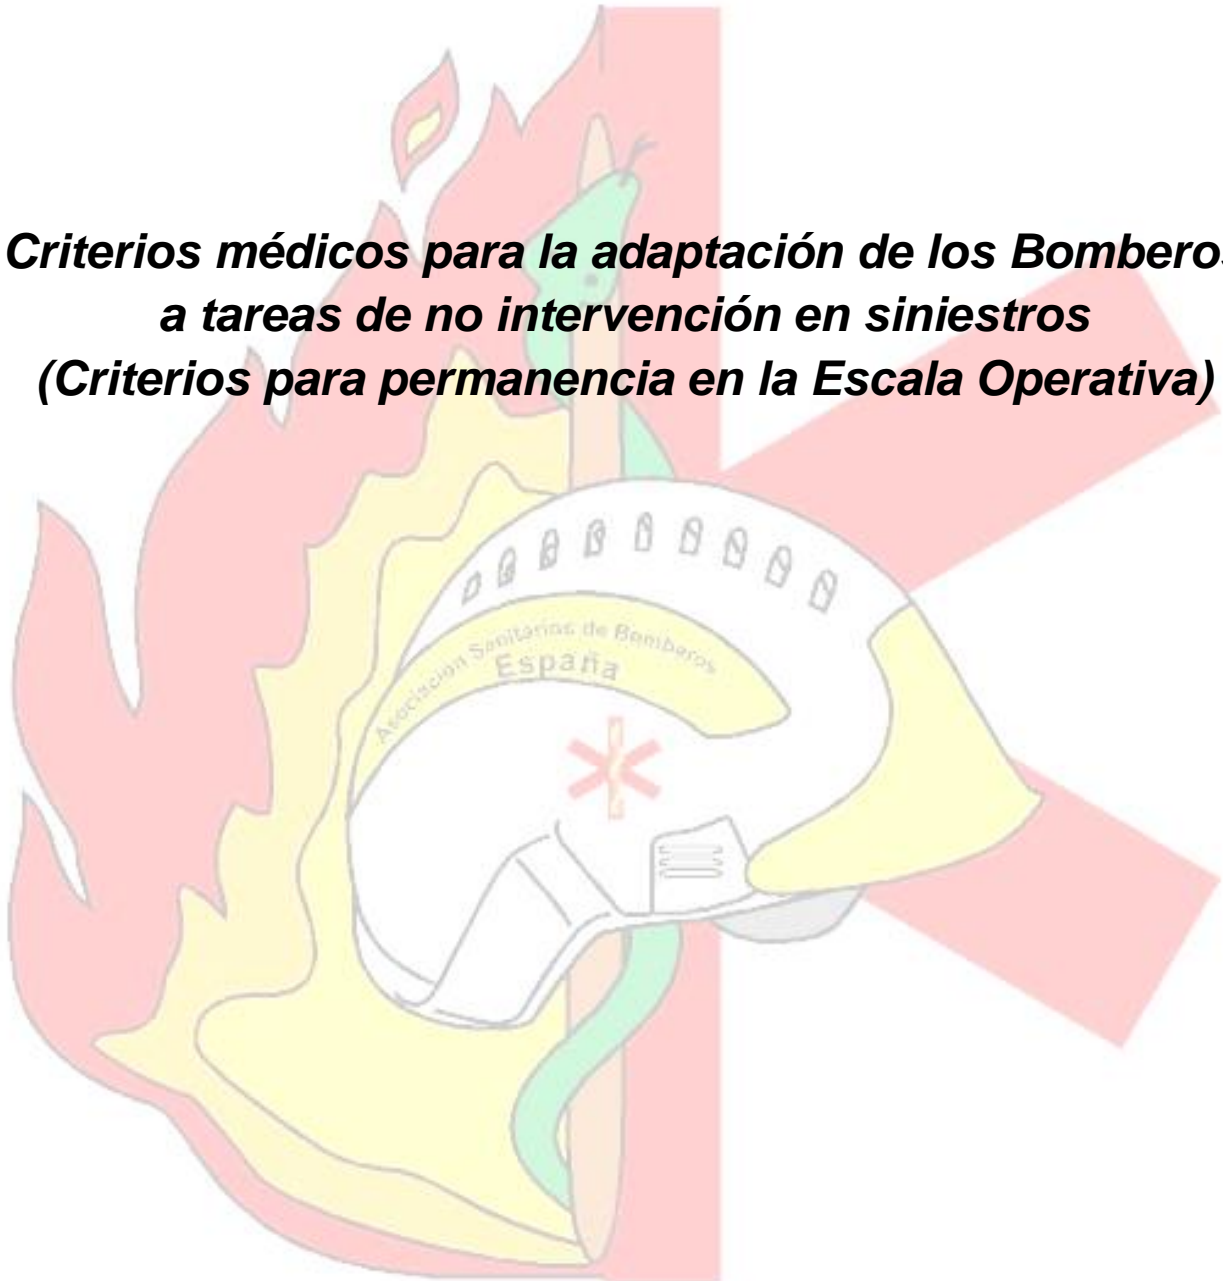 Criterios médicos para la adaptación de los Bomberos
a tareas de no intervención en siniestros
(Criterios para permanencia en la Escala Operativa)
Asociación Sanitarios de Bomberos
España